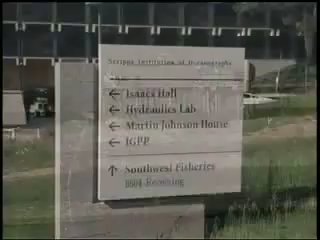 Scripps Institution of Oceanography
← Isaacs Hall
← Hydraulics Lab
← Martin Johnson House
← IGPP
↑ Southwest Fisheries